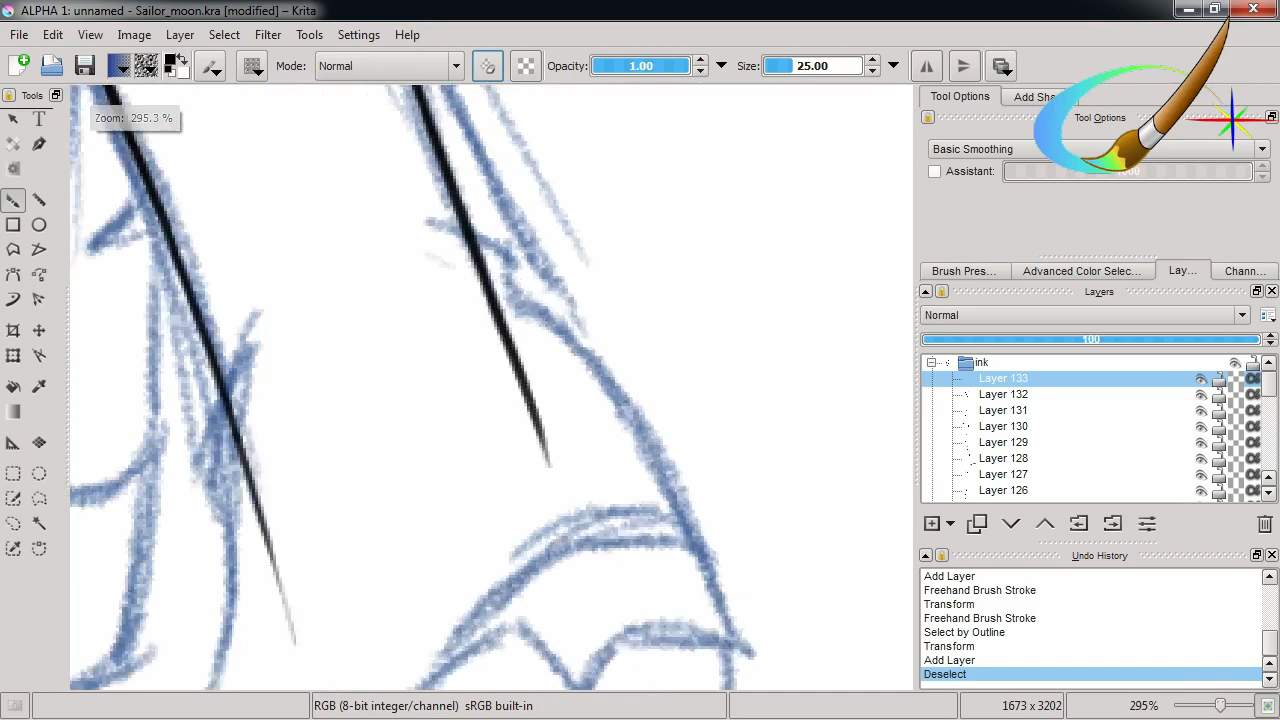 ALPHA 1: unnamed - Sailor_moon.kra [modified] - Krita
File Edit View Image Layer Select Filter Tools Settings Help
Mode: Normal Opacity: 1.00 Size: 25.00
Tools
Zoom: 295.3 %
Tool Options Add Sha
Tool Options
Basic Smoothing
Assistant:
Brush Pres... Advanced Color Selec... Lay... Chann...
Layers
Normal
100
ink
Layer 133
Layer 132
Layer 131
Layer 130
Layer 129
Layer 128
Layer 127
Layer 126
Undo History
Add Layer
Freehand Brush Stroke
Transform
Freehand Brush Stroke
Select by Outline
Transform
Add Layer
Deselect
RGB (8-bit integer/channel) sRGB built-in 1673 x 3202 295%